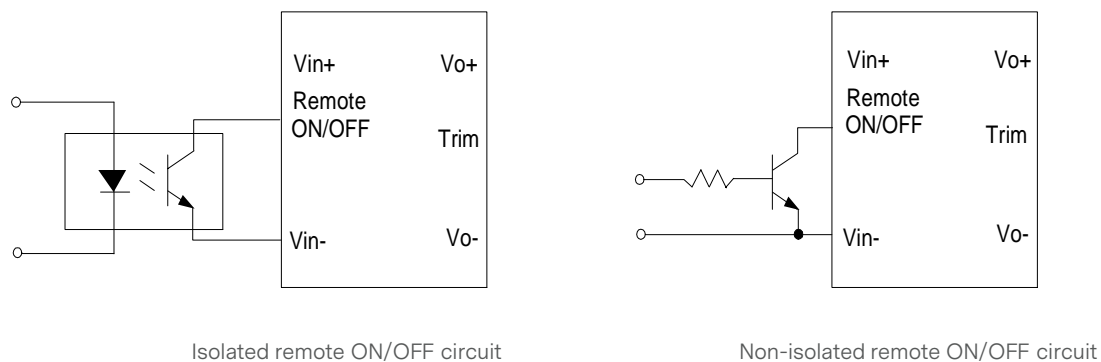 Vin+ Vo+
Remote
ON/OFF
Trim
Vin- Vo-
Isolated remote ON/OFF circuit
Vin+ Vo+
Remote
ON/OFF
Trim
Vin- Vo-
Non-isolated remote ON/OFF circuit